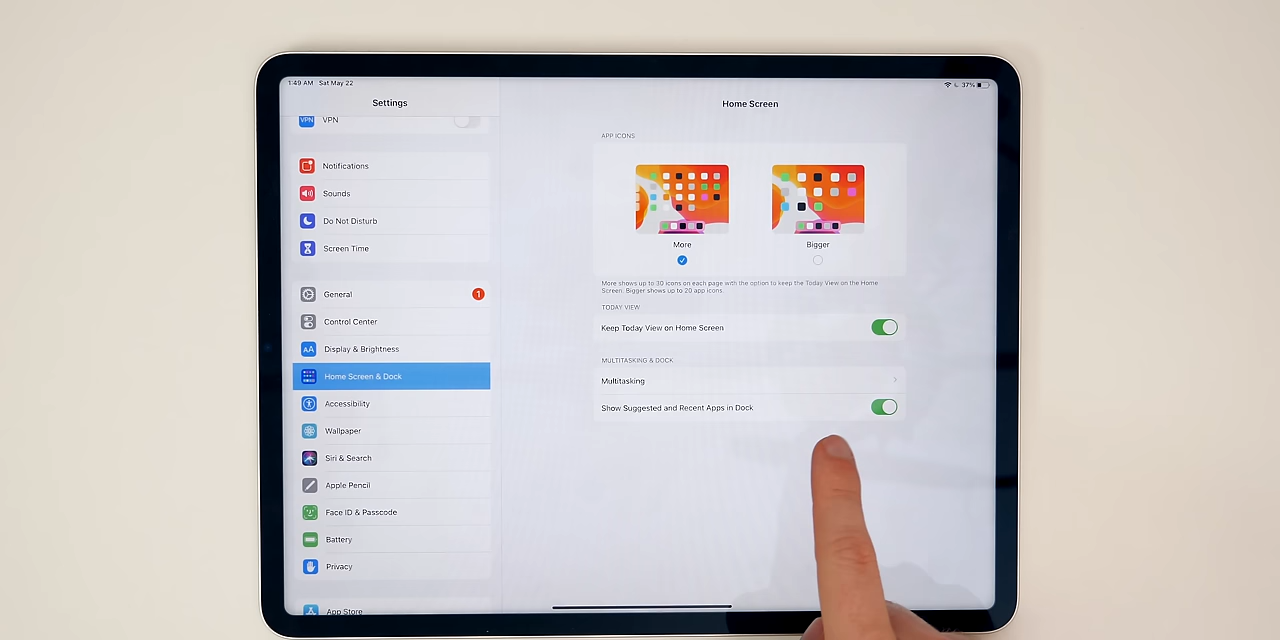 1:49 AM Sat May 22
37%
Settings
VPN VPN
Notifications
Sounds
Do Not Disturb
Screen Time
General 1
Control Center
AA Display & Brightness
Home Screen & Dock
Accessibility
Wallpaper
Siri & Search
Apple Pencil
Face ID & Passcode
Battery
Privacy
App Store
Home Screen
APP ICONS
More
Bigger
More shows up to 30 icons on each page with the option to keep the Today View on the Home
Screen. Bigger shows up to 20 app icons.
TODAY VIEW
Keep Today View on Home Screen
MULTITASKING & DOCK
Multitasking
Show Suggested and Recent Apps in Dock